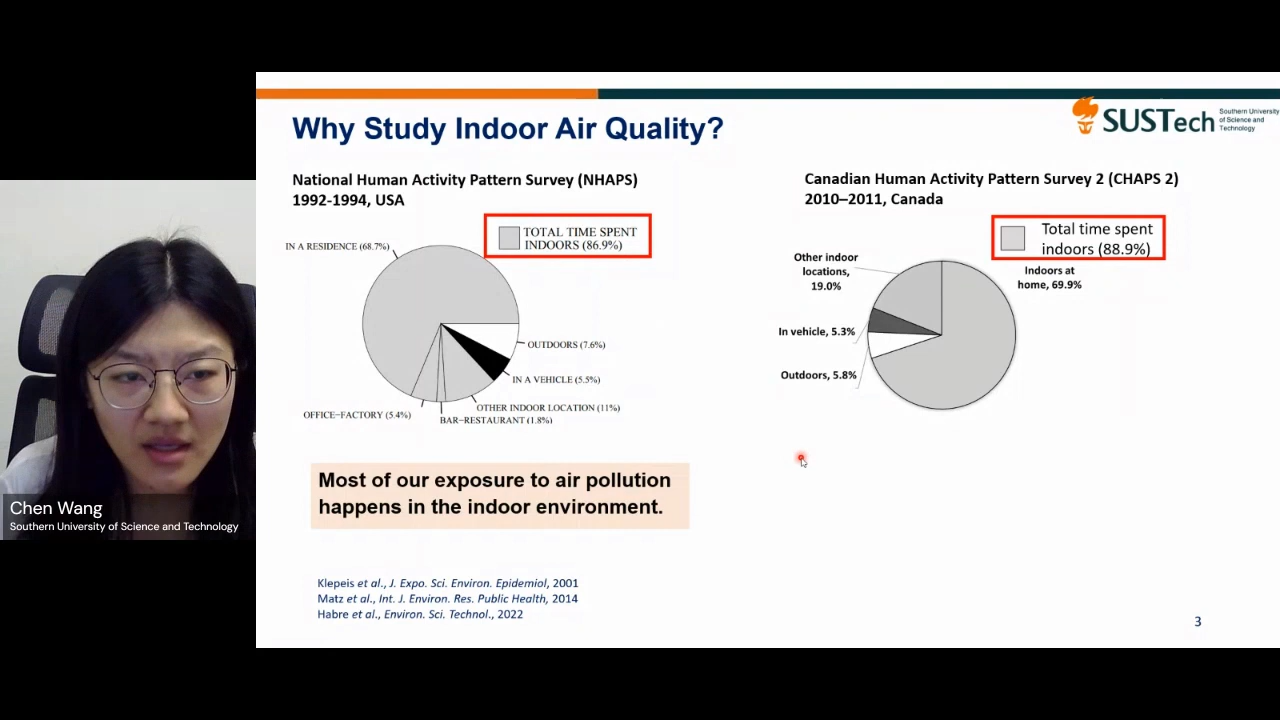 Why Study Indoor Air Quality?
SUSTech
Southern University
of Science and
Technology
National Human Activity Pattern Survey (NHAPS)
1992-1994, USA
TOTAL TIME SPENT
INDOORS (86.9%)
IN A RESIDENCE (68.7%)
OUTDOORS (7.6%)
IN A VEHICLE (5.5%)
OTHER INDOOR LOCATION (11%)
BAR−RESTAURANT (1.8%)
OFFICE−FACTORY (5.4%)
Canadian Human Activity Pattern Survey 2 (CHAPS 2)
2010–2011, Canada
Total time spent
indoors (88.9%)
Other indoor
locations,
19.0%
Indoors at
home, 69.9%
In vehicle, 5.3%
Outdoors, 5.8%
Most of our exposure to air pollution
happens in the indoor environment.
Chen Wang
Southern University of Science and Technology
Klepeis et al., J. Expo. Sci. Environ. Epidemiol, 2001
Matz et al., Int. J. Environ. Res. Public Health, 2014
Habre et al., Environ. Sci. Technol., 2022
3